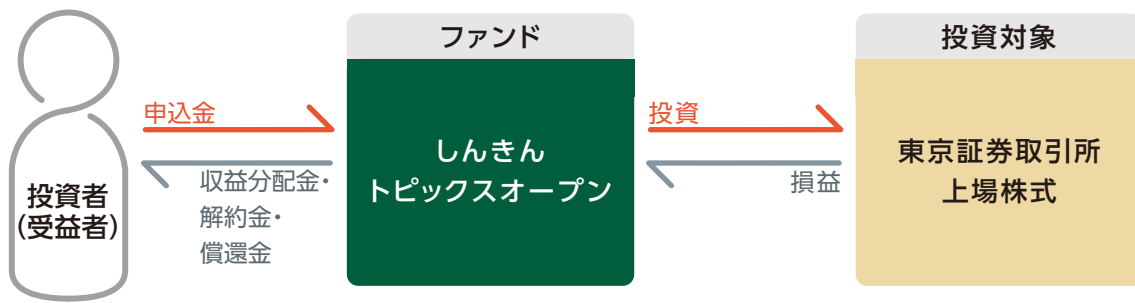 ファンド
投資対象
申込金
投資
しんきん
トピックスオープン
東京証券取引所
上場株式
収益分配金・
解約金・
償還金
損益
投資者
(受益者)